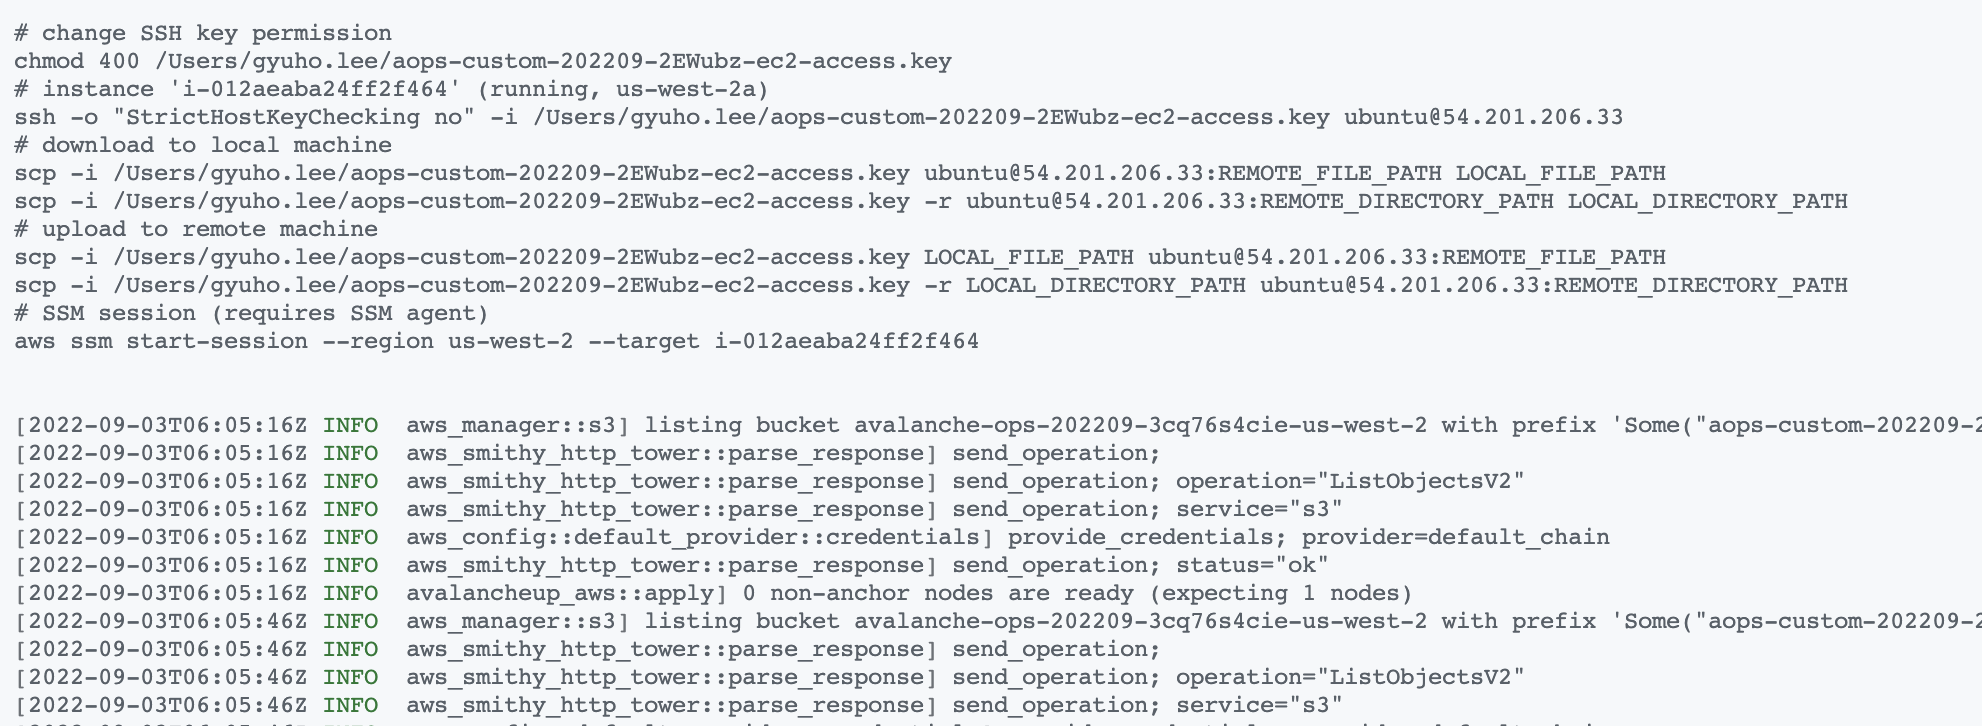 # change SSH key permission
chmod 400 /Users/gyuho.lee/aops-custom-202209-2EWubz-ec2-access.key
# instance 'i-012aeaba24ff2f464' (running, us-west-2a)
ssh -o "StrictHostKeyChecking no" -i /Users/gyuho.lee/aops-custom-202209-2EWubz-ec2-access.key ubuntu@54.201.206.33
# download to local machine
scp -i /Users/gyuho.lee/aops-custom-202209-2EWubz-ec2-access.key ubuntu@54.201.206.33:REMOTE_FILE_PATH LOCAL_FILE_PATH
scp -i /Users/gyuho.lee/aops-custom-202209-2EWubz-ec2-access.key -r ubuntu@54.201.206.33:REMOTE_DIRECTORY_PATH LOCAL_DIRECTORY_PATH
# upload to remote machine
scp -i /Users/gyuho.lee/aops-custom-202209-2EWubz-ec2-access.key LOCAL_FILE_PATH ubuntu@54.201.206.33:REMOTE_FILE_PATH
scp -i /Users/gyuho.lee/aops-custom-202209-2EWubz-ec2-access.key -r LOCAL_DIRECTORY_PATH ubuntu@54.201.206.33:REMOTE_DIRECTORY_PATH
# SSM session (requires SSM agent)
aws ssm start-session --region us-west-2 --target i-012aeaba24ff2f464
[2022-09-03T06:05:16Z INFO  aws_manager::s3] listing bucket avalanche-ops-202209-3cq76s4cie-us-west-2 with prefix 'Some("aops-custom-202209-2
[2022-09-03T06:05:16Z INFO  aws_smithy_http_tower::parse_response] send_operation;
[2022-09-03T06:05:16Z INFO  aws_smithy_http_tower::parse_response] send_operation; operation="ListObjectsV2"
[2022-09-03T06:05:16Z INFO  aws_smithy_http_tower::parse_response] send_operation; service="s3"
[2022-09-03T06:05:16Z INFO  aws_config::default_provider::credentials] provide_credentials; provider=default_chain
[2022-09-03T06:05:16Z INFO  aws_smithy_http_tower::parse_response] send_operation; status="ok"
[2022-09-03T06:05:16Z INFO  avalancheup_aws::apply] 0 non-anchor nodes are ready (expecting 1 nodes)
[2022-09-03T06:05:46Z INFO  aws_manager::s3] listing bucket avalanche-ops-202209-3cq76s4cie-us-west-2 with prefix 'Some("aops-custom-202209-2
[2022-09-03T06:05:46Z INFO  aws_smithy_http_tower::parse_response] send_operation;
[2022-09-03T06:05:46Z INFO  aws_smithy_http_tower::parse_response] send_operation; operation="ListObjectsV2"
[2022-09-03T06:05:46Z INFO  aws_smithy_http_tower::parse_response] send_operation; service="s3"